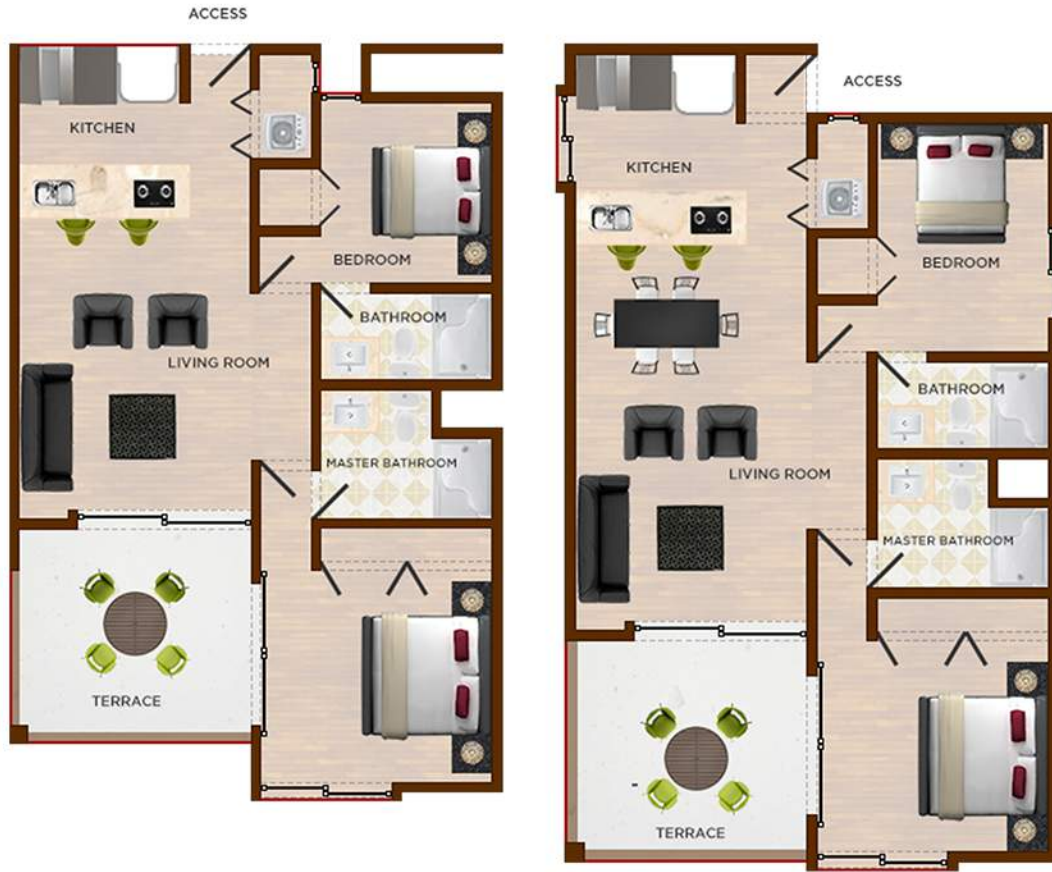 ACCESS
KITCHEN
BEDROOM
BATHROOM
LIVING ROOM
MASTER BATHROOM
TERRACE
ACCESS
KITCHEN
BEDROOM
BATHROOM
LIVING ROOM
MASTER BATHROOM
TERRACE